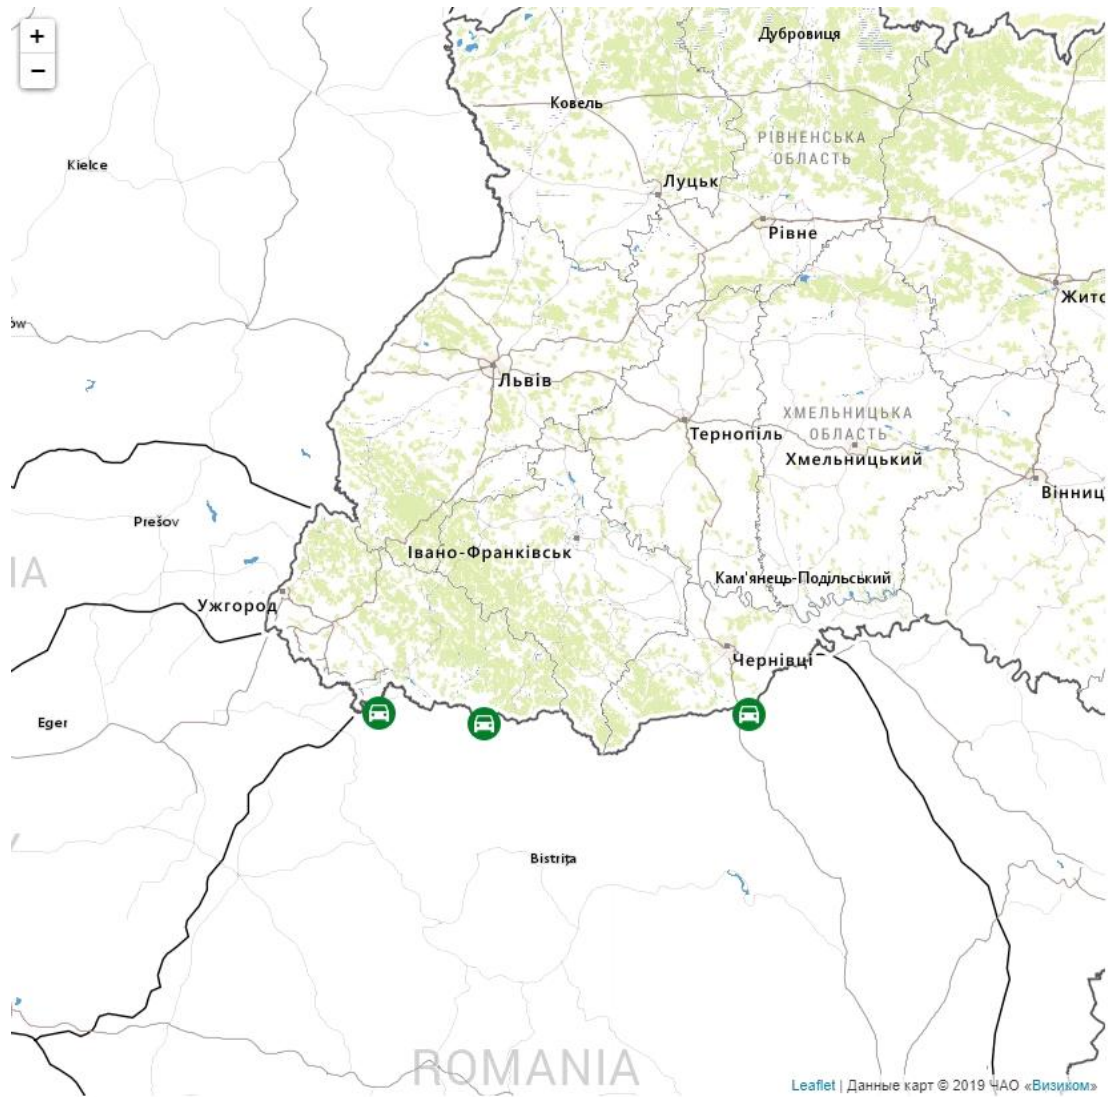 +
−
Дубровиця
Ковель
РІВНЕНСЬКА
ОБЛАСТЬ
Kielce
Луцьк
Рівне
Жито
ów
Львів
ХМЕЛЬНИЦЬКА
ОБЛАСТЬ
Тернопіль
Хмельницький
Вінниц
Prešov
Івано-Франківськ
IA
Кам'янець-Подільський
Ужгород
Чернівці
Eger
Y
Bistrița
ROMANIA
Leaflet | Данные карт © 2019 ЧАО «Визиком»